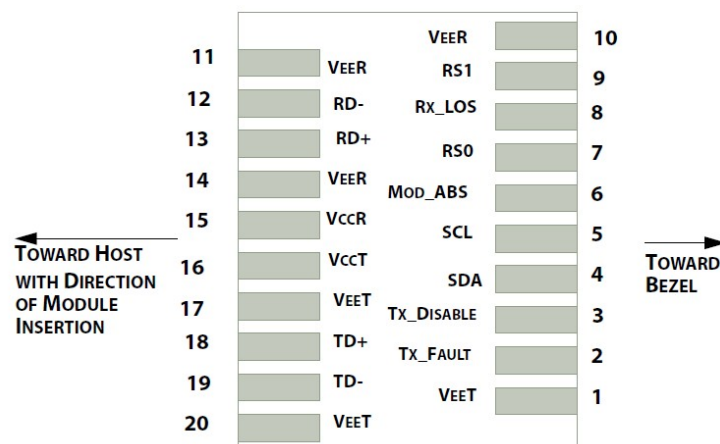 VEER 10
11 VEER
RS1 9
12 RD-
Rx_LOS 8
13 RD+
RS0 7
14 VEER
MOD_ABS 6
15 VCCR
SCL 5
16 VCCT
SDA 4
17 VEET
TX_DISABLE 3
18 TD+
TX_FAULT 2
19 TD-
VEET 1
20 VEET
TOWARD HOST
WITH DIRECTION
OF MODULE
INSERTION
TOWARD
BEZEL